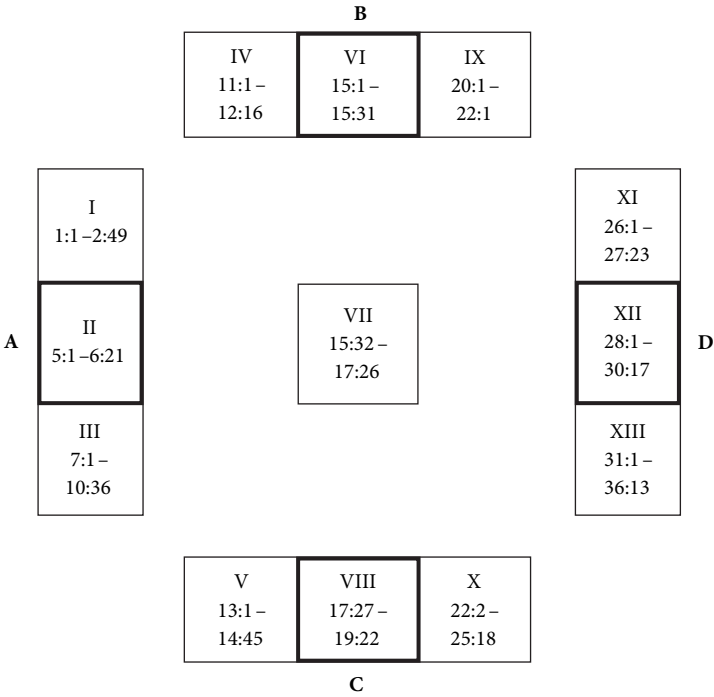 B
IV
11:1 –
12:16
VI
15:1 –
15:31
IX
20:1 –
22:1
I
1:1 –2:49
A
II
5:1 –6:21
III
7:1 –
10:36
VII
15:32 –
17:26
XI
26:1 –
27:23
XII
28:1 –
30:17
D
XIII
31:1 –
36:13
V
13:1 –
14:45
VIII
17:27 –
19:22
X
22:2 –
25:18
C